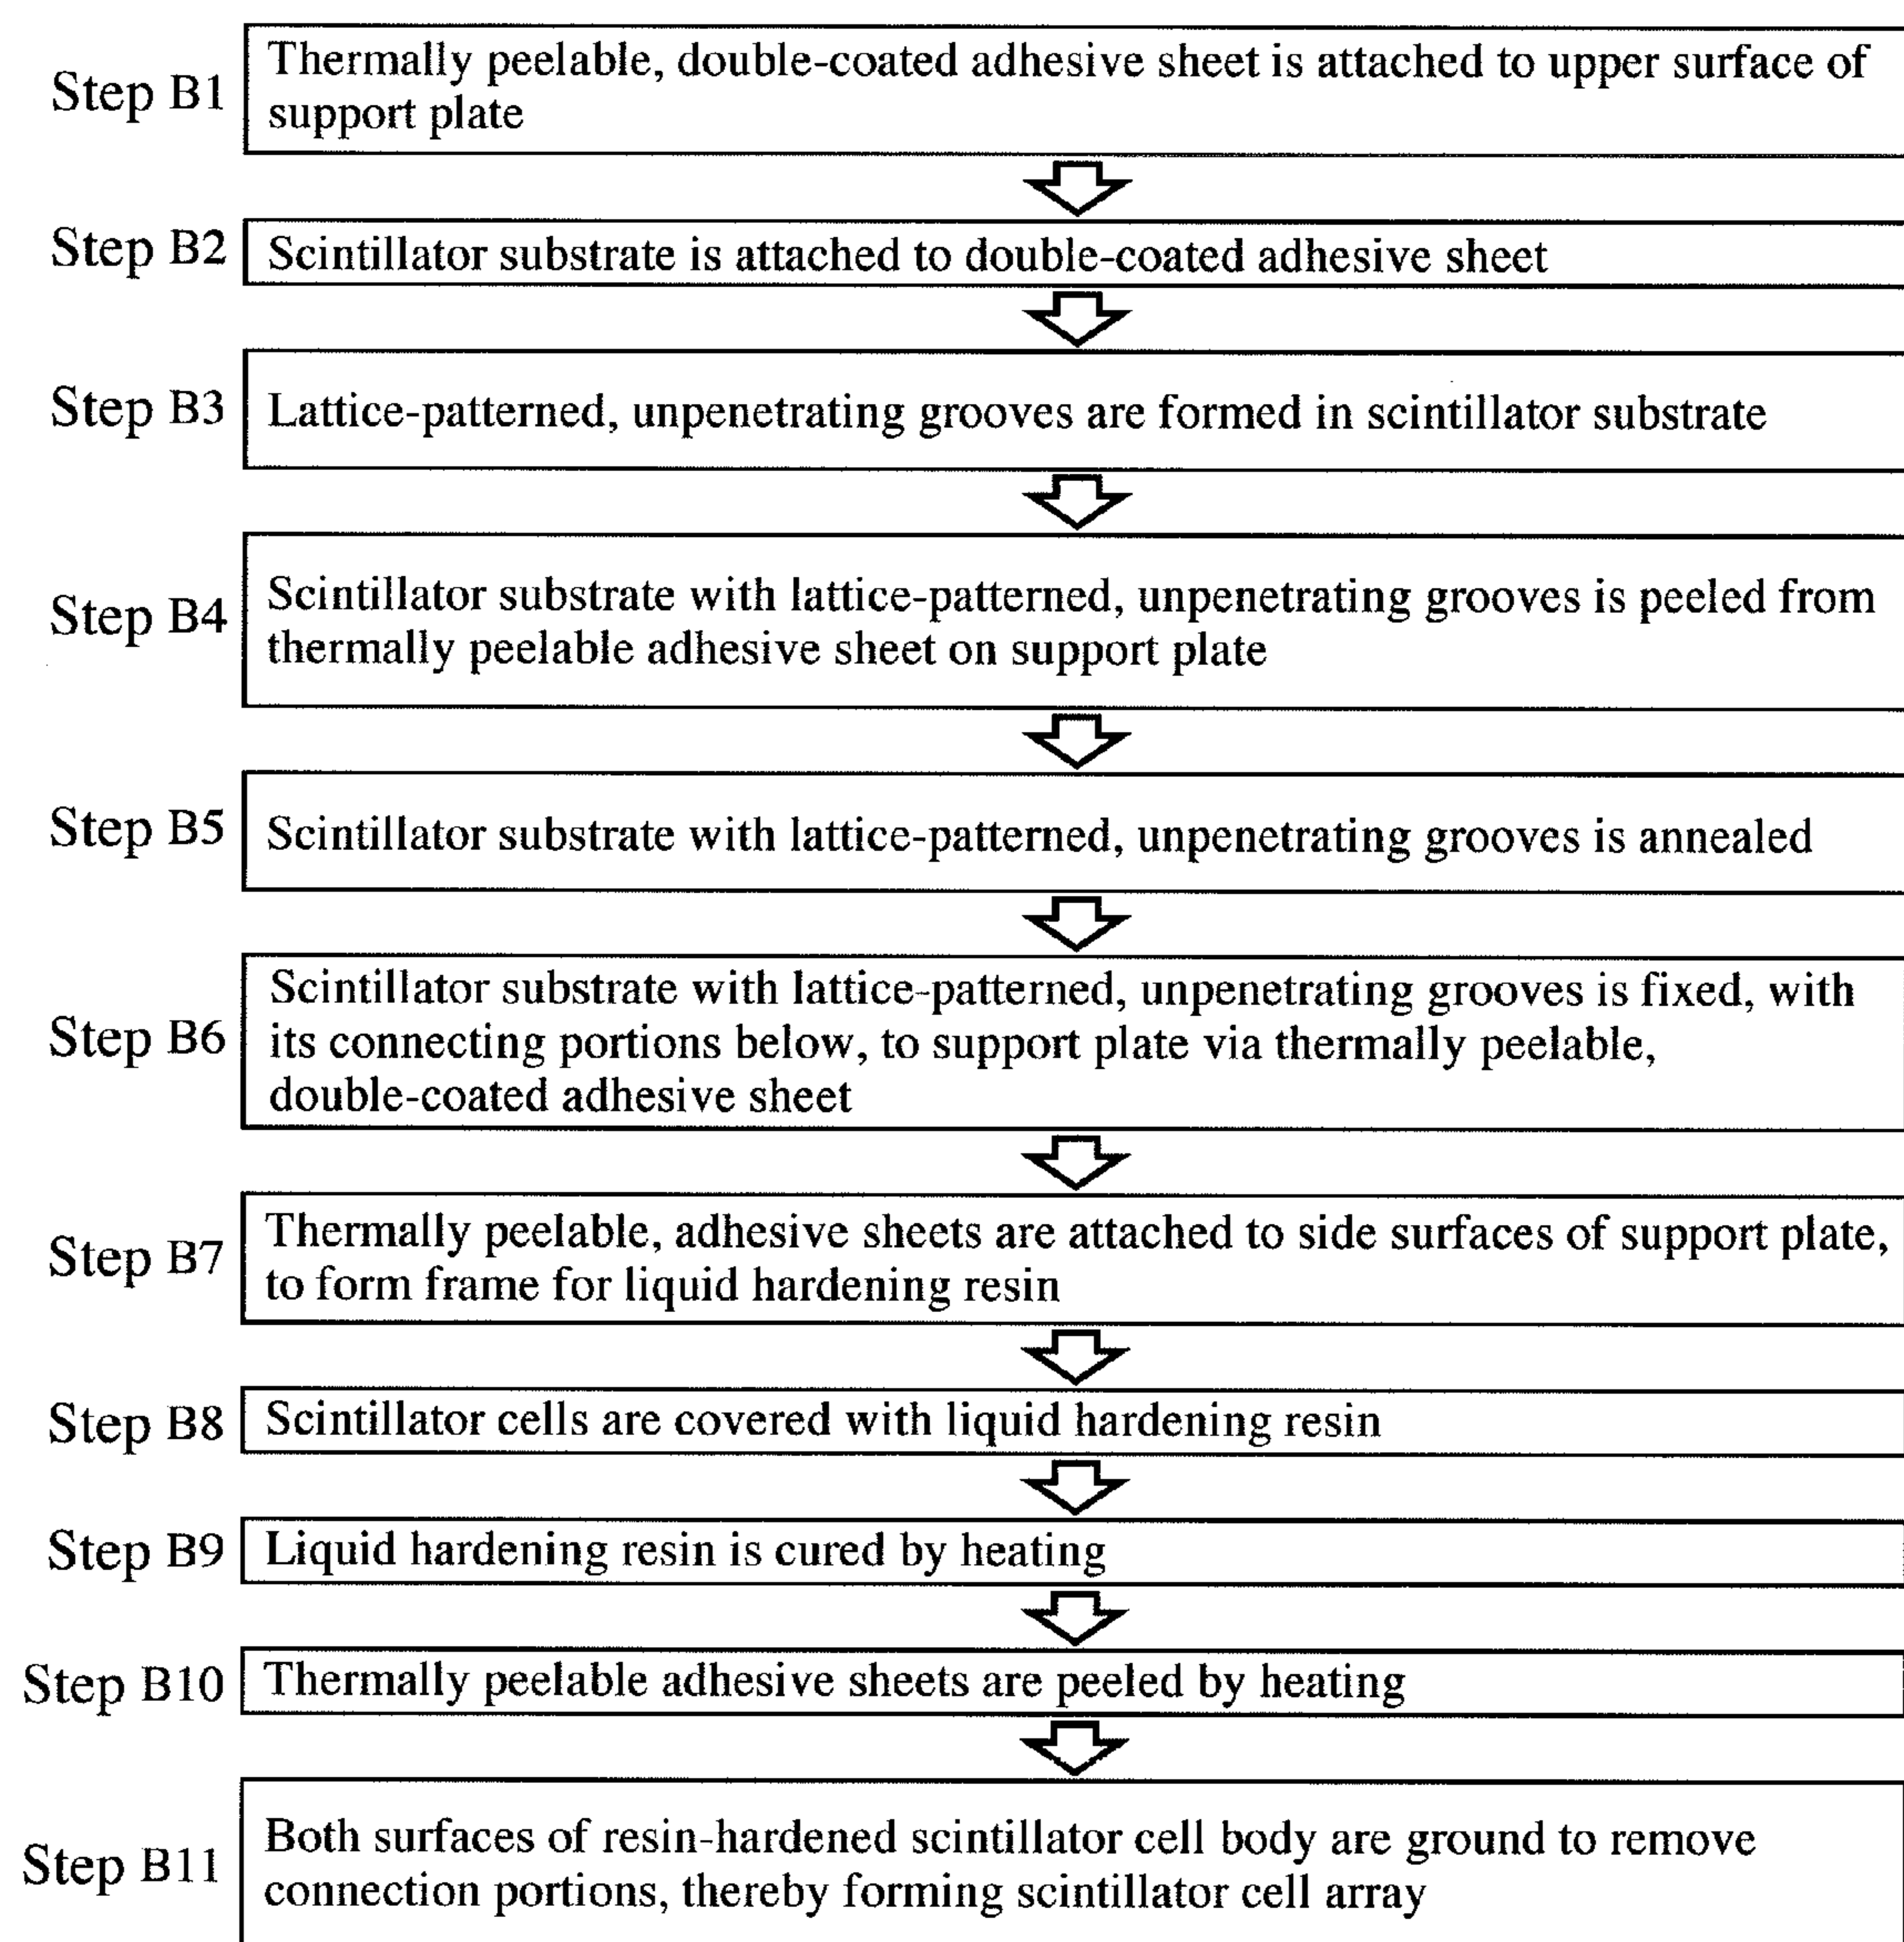 Step B1
Thermally peelable, double-coated adhesive sheet is attached to upper surface of
support plate
Step B2
Scintillator substrate is attached to double-coated adhesive sheet
Step B3
Lattice-patterned, unpenetrating grooves are formed in scintillator substrate
Step B4
Scintillator substrate with lattice-patterned, unpenetrating grooves is peeled from
thermally peelable adhesive sheet on support plate
Step B5
Scintillator substrate with lattice-patterned, unpenetrating grooves is annealed
Step B6
Scintillator substrate with lattice-patterned, unpenetrating grooves is fixed, with
its connecting portions below, to support plate via thermally peelable,
double-coated adhesive sheet
Step B7
Thermally peelable, adhesive sheets are attached to side surfaces of support plate,
to form frame for liquid hardening resin
Step B8
Scintillator cells are covered with liquid hardening resin
Step B9
Liquid hardening resin is cured by heating
Step B10
Thermally peelable adhesive sheets are peeled by heating
Step B11
Both surfaces of resin-hardened scintillator cell body are ground to remove
connection portions, thereby forming scintillator cell array